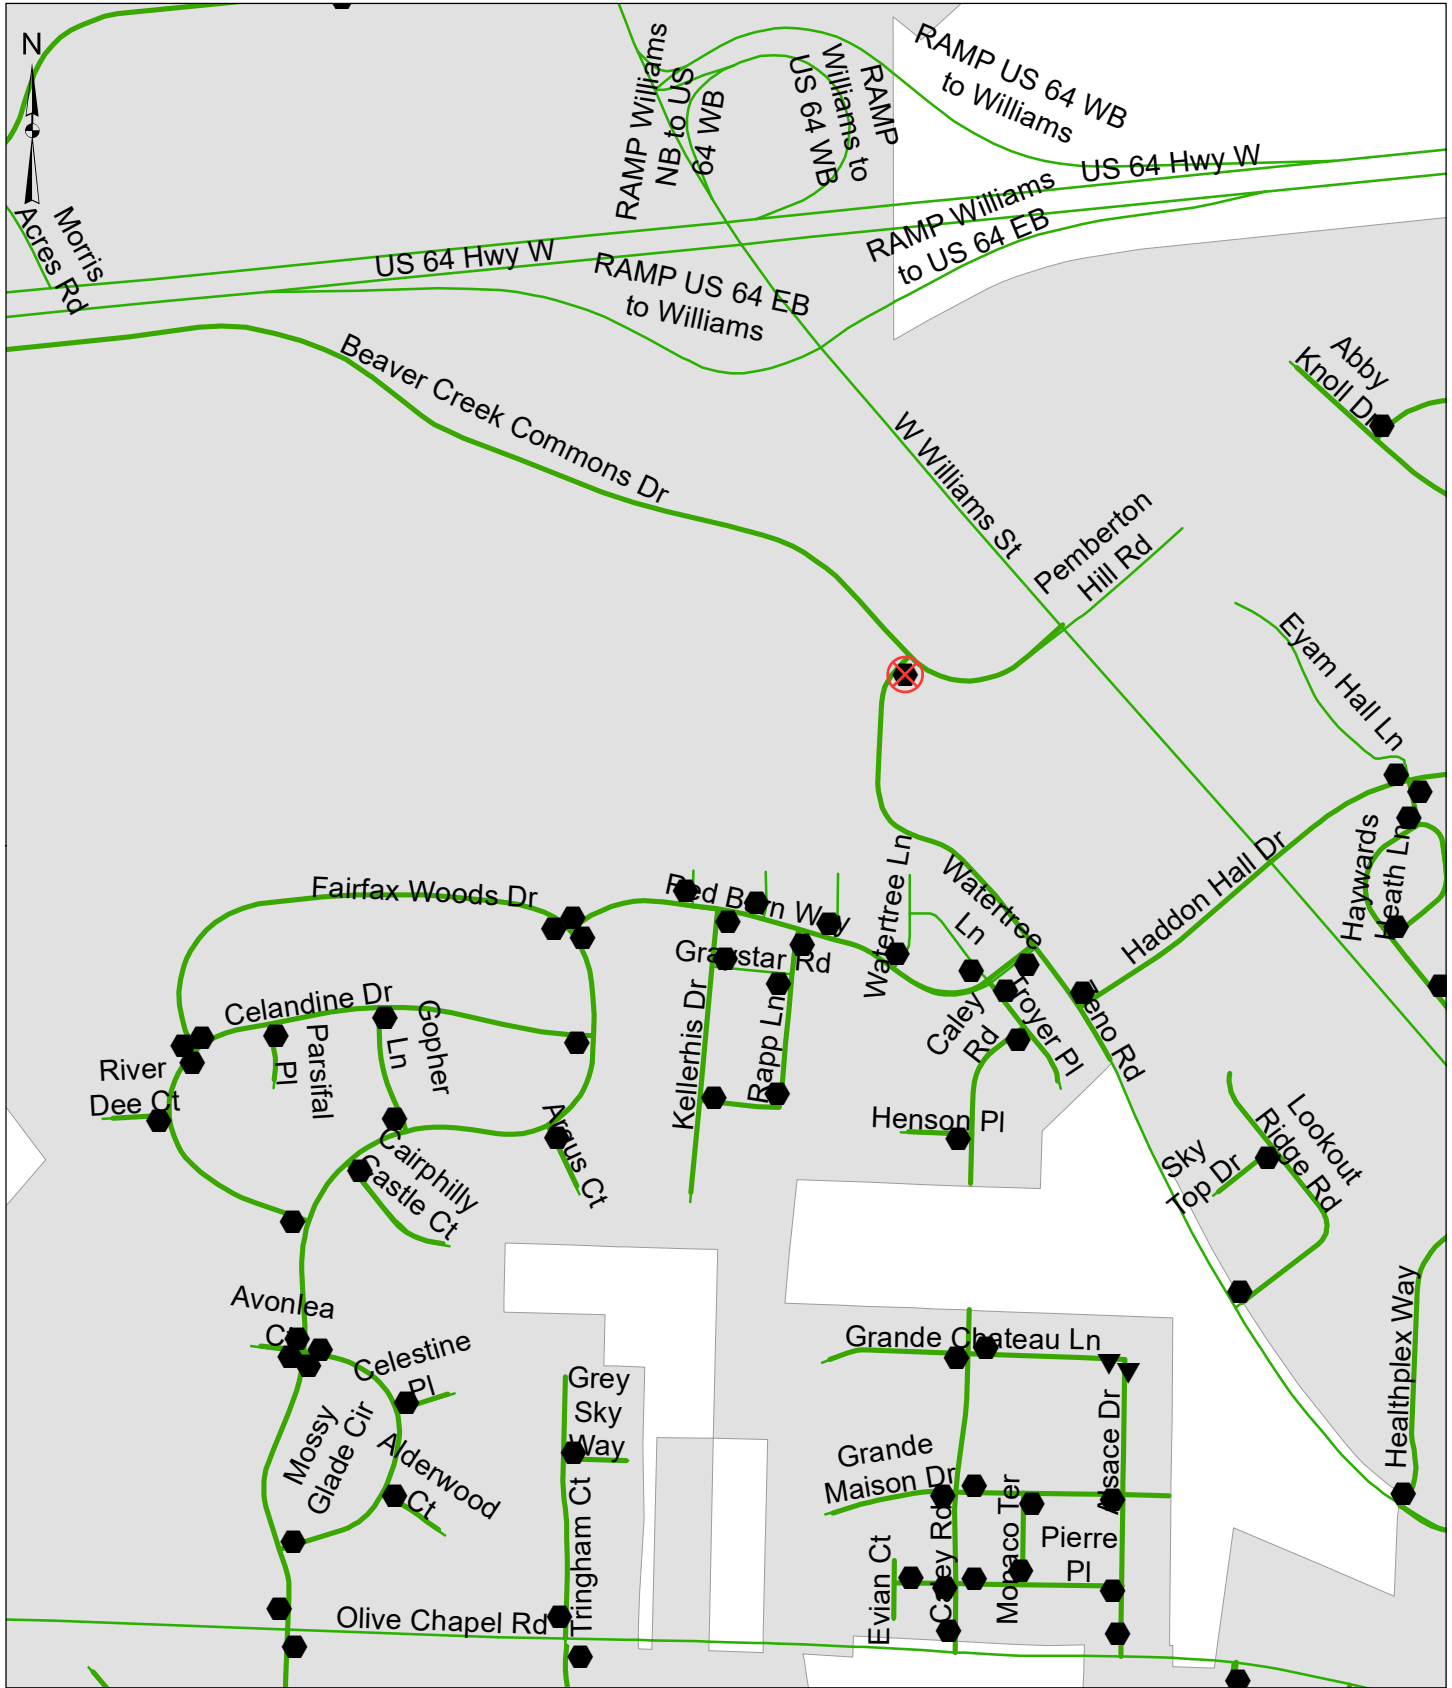 N
RAMP Williams
NB to US
64 WB
RAMP
Williams to
US 64 WB
RAMP US 64 WB
to Williams
US 64 Hwy W
Morris
Acres Rd
RAMP Williams
to US 64 EB
US 64 Hwy W
RAMP US 64 EB
to Williams
Beaver Creek Commons Dr
Abby
Knoll Dr
W Williams St
Pemberton
Hill Rd
Eyam Hall Ln
Haywards
Heath Ln
Haddon Hall Dr
Fairfax Woods Dr
Red Barn Way
Watertree Ln
Watertree
Ln
Graystar Rd
Celandine Dr
Parsifal
Pl
Gopher
Ln
Kellerhis Dr
Rapp Ln
Caley
Rd
Troyer Pl
Zeno Rd
River
Dee Ct
Henson Pl
Argus Ct
Cairphilly
Castle Ct
Lookout
Ridge Rd
Sky
Top Dr
Avonlea
Ct
Celestine
Pl
Grande Chateau Ln
Healthplex Way
Grey
Sky
Way
Mossy
Glade Cir
Alderwood
Ct
Alsace Dr
Grande
Maison Dr
Tringham Ct
Caley Rd
Monaco Ter
Pierre
Pl
Evian Ct
Olive Chapel Rd